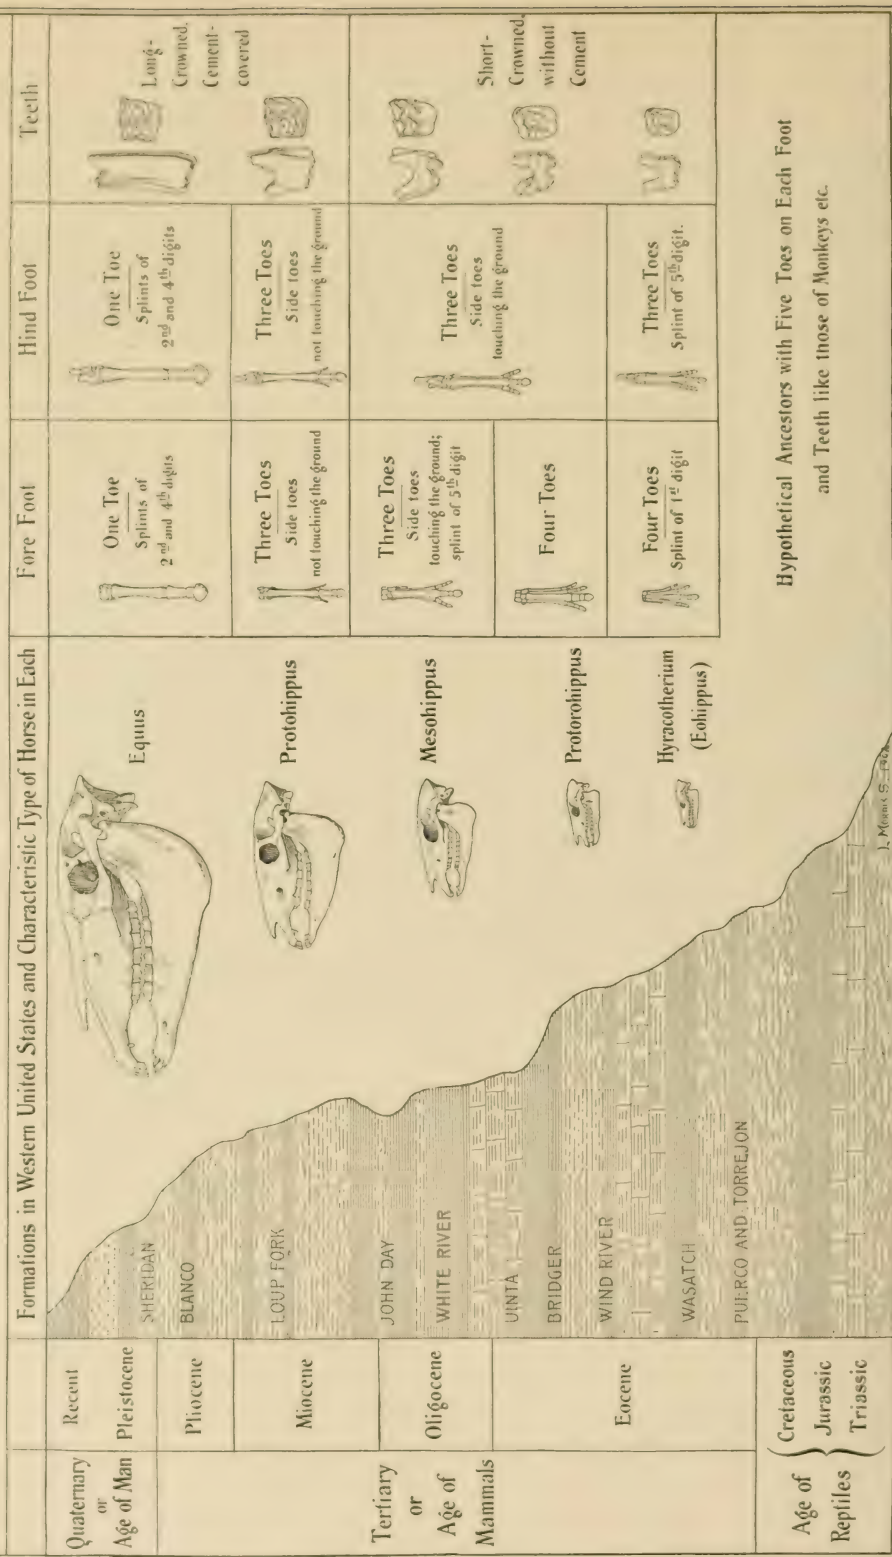 Formations in Western United States and Characteristic Type of Horse in Each
Fore Foot
Hind Foot
Teeth
Quaternary
or
Age of Man
Recent
Pleistocene
SHERIDAN
Equus
One Toe
Splints of
2nd and 4th digits
One Toe
Splints of
2nd and 4th digits
Long-
Crowned,
Cement-
covered
Tertiary
or
Age of
Mammals
Pliocene
BLANCO
Miocene
LOUP FORK
Protohippus
Three Toes
Side toes
not touching the ground
Three Toes
Side toes
not touching the ground
Oligocene
JOHN DAY
WHITE RIVER
Mesohippus
Three Toes
Side toes
touching the ground;
splint of 5th digit
Three Toes
Side toes
touching the ground
Short-
Crowned,
without
Cement
Eocene
UINTA
BRIDGER
WIND RIVER
WASATCH
PUERCO AND TORREJON
Protorohippus
Four Toes
Hyracotherium
(Eohippus)
Four Toes
Splint of 1st digit
Three Toes
Splint of 5th digit.
Age of
Reptiles
Cretaceous
Jurassic
Triassic
Hypothetical Ancestors with Five Toes on Each Foot
and Teeth like those of Monkeys etc.